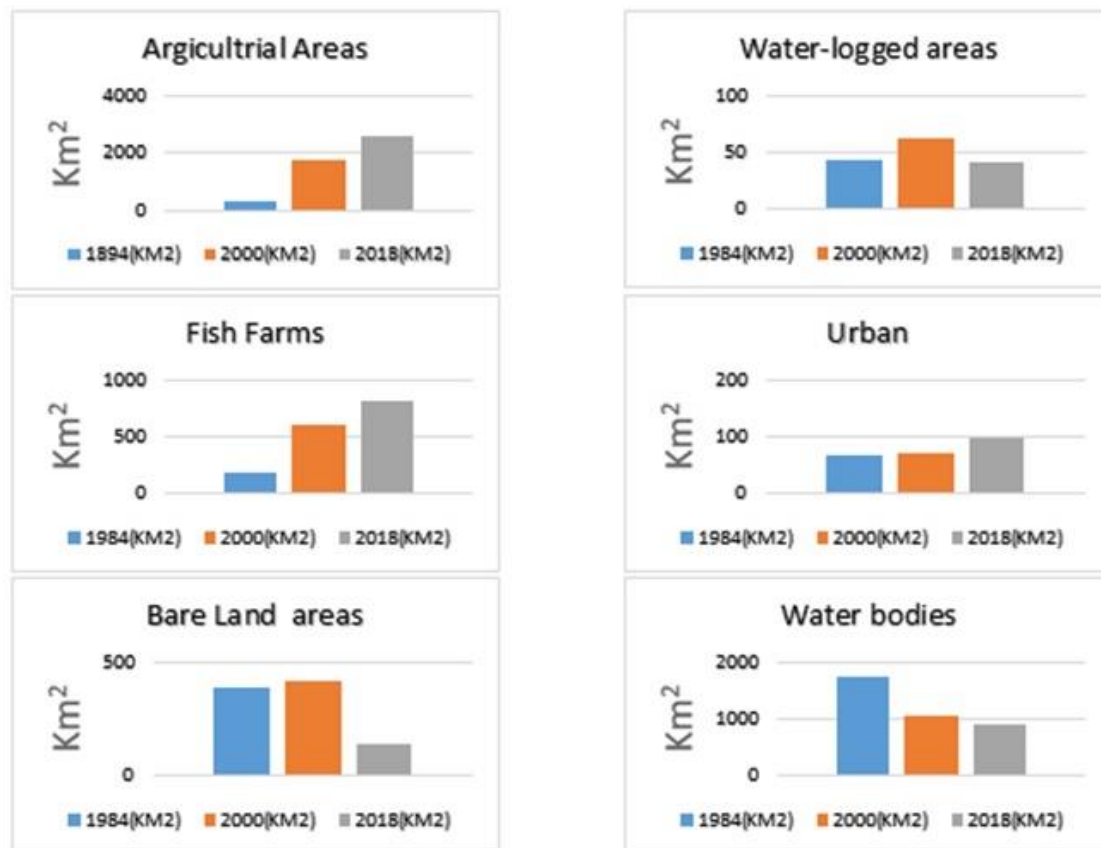 Argicultrial Areas
4000
2000
0
Km²
1894(KM2) 2000(KM2) 2018(KM2)
Water-logged areas
100
50
0
Km²
1984(KM2) 2000(KM2) 2018(KM2)
Fish Farms
1000
500
0
Km²
1984(KM2) 2000(KM2) 2018(KM2)
Urban
200
100
0
Km²
1984(KM2) 2000(KM2) 2018(KM2)
Bare Land areas
500
0
Km²
1984(KM2) 2000(KM2) 2018(KM2)
Water bodies
2000
1000
0
Km²
1984(KM2) 2000(KM2) 2018(KM2)